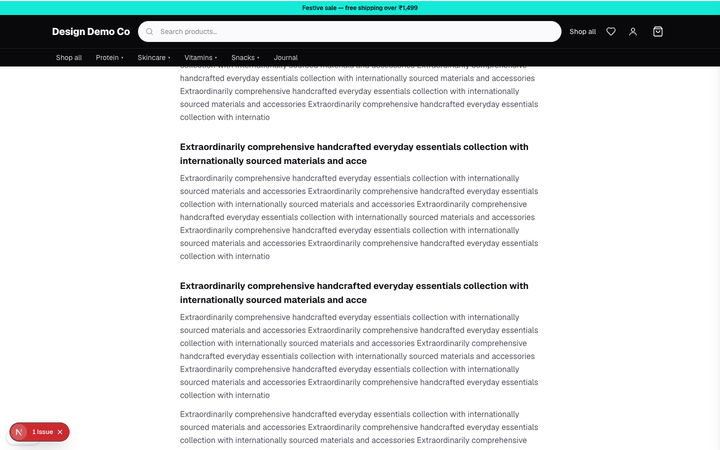 Festive sale — free shipping over ₹1,499
Design Demo Co
Search products...
Shop all
Shop all
Protein
Skincare
Vitamins
Snacks
Journal
collection with internationally sourced materials and accessories Extraordinarily comprehensive
handcrafted everyday essentials collection with internationally sourced materials and accessories
Extraordinarily comprehensive handcrafted everyday essentials collection with internationally
sourced materials and accessories Extraordinarily comprehensive handcrafted everyday essentials
collection with internatio
Extraordinarily comprehensive handcrafted everyday essentials collection with
internationally sourced materials and acce
Extraordinarily comprehensive handcrafted everyday essentials collection with internationally
sourced materials and accessories Extraordinarily comprehensive handcrafted everyday essentials
collection with internationally sourced materials and accessories Extraordinarily comprehensive
handcrafted everyday essentials collection with internationally sourced materials and accessories
Extraordinarily comprehensive handcrafted everyday essentials collection with internationally
sourced materials and accessories Extraordinarily comprehensive handcrafted everyday essentials
collection with internatio
Extraordinarily comprehensive handcrafted everyday essentials collection with
internationally sourced materials and acce
Extraordinarily comprehensive handcrafted everyday essentials collection with internationally
sourced materials and accessories Extraordinarily comprehensive handcrafted everyday essentials
collection with internationally sourced materials and accessories Extraordinarily comprehensive
handcrafted everyday essentials collection with internationally sourced materials and accessories
Extraordinarily comprehensive handcrafted everyday essentials collection with internationally
sourced materials and accessories Extraordinarily comprehensive handcrafted everyday essentials
collection with internatio
Extraordinarily comprehensive handcrafted everyday essentials collection with internationally
sourced materials and accessories Extraordinarily comprehensive handcrafted everyday essentials
collection with internationally sourced materials and accessories Extraordinarily comprehensive
N
1 Issue